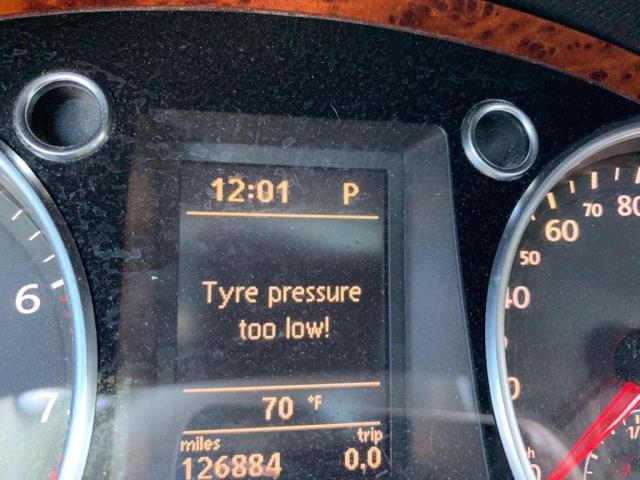 12:01 P
Tyre pressure
too low!
70 °F
miles trip
126884 0.0
6
7
60 70 80
50
40